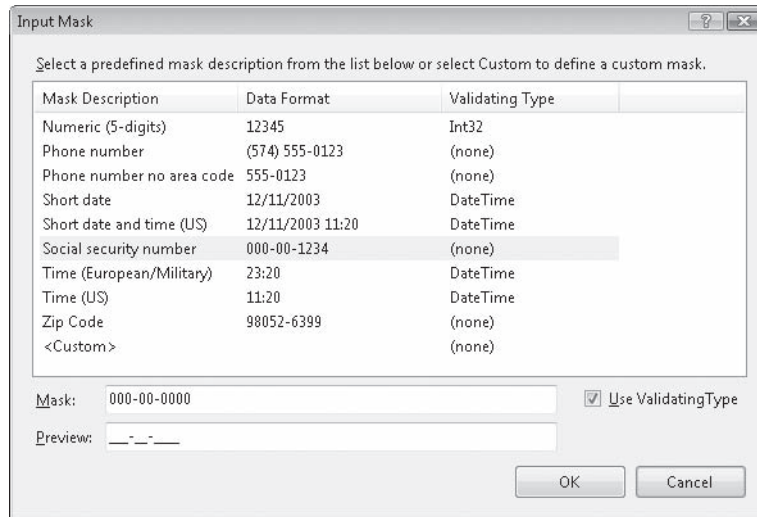 Input Mask
Select a predefined mask description from the list below or select Custom to define a custom mask.
Mask Description Data Format Validating Type
Numeric (5-digits) 12345 Int32
Phone number (574) 555-0123 (none)
Phone number no area code 555-0123 (none)
Short date 12/11/2003 DateTime
Short date and time (US) 12/11/2003 11:20 DateTime
Social security number 000-00-1234 (none)
Time (European/Military) 23:20 DateTime
Time (US) 11:20 DateTime
Zip Code 98052-6399 (none)
<Custom> (none)
Mask: 000-00-0000 Use ValidatingType
Preview: ___-__-____
OK Cancel